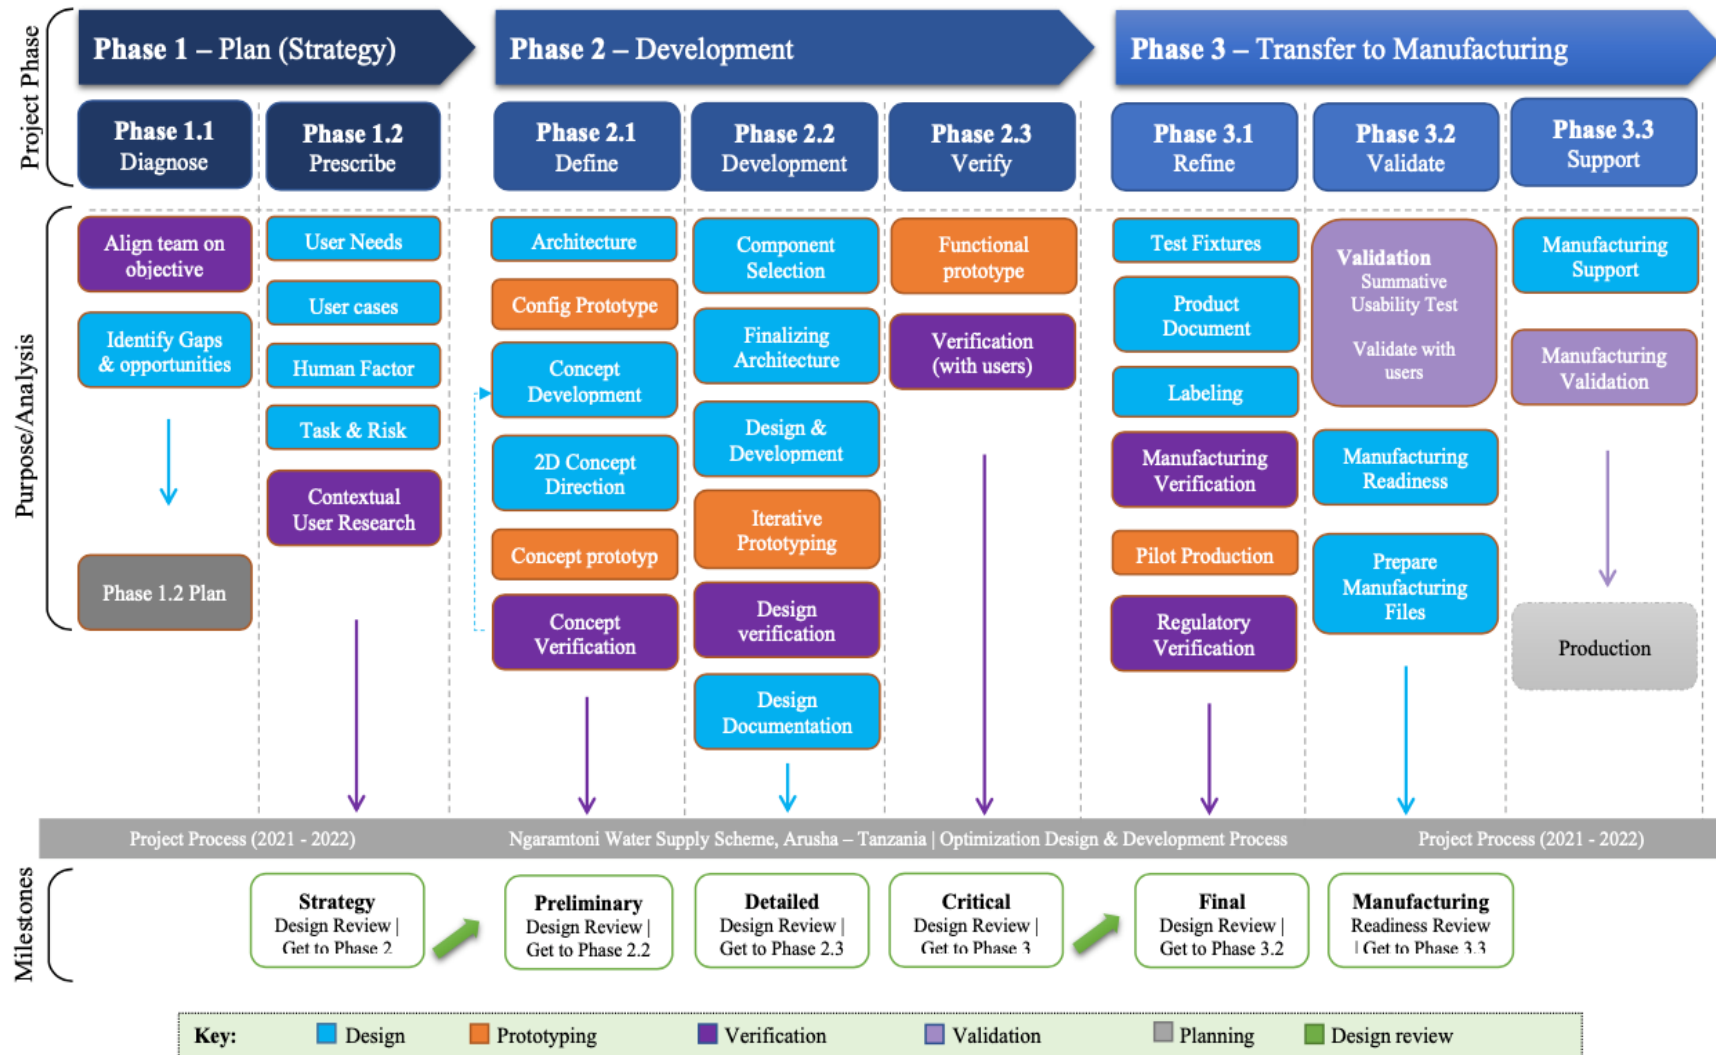 Project Phase
Phase 1 – Plan (Strategy)
Phase 2 – Development
Phase 3 – Transfer to Manufacturing
Phase 1.1
Diagnose
Phase 1.2
Prescribe
Phase 2.1
Define
Phase 2.2
Development
Phase 2.3
Verify
Phase 3.1
Refine
Phase 3.2
Validate
Phase 3.3
Support
Purpose/Analysis
Align team on
objective
Identify Gaps
& opportunities
Phase 1.2 Plan
User Needs
User cases
Human Factor
Task & Risk
Contextual
User Research
Architecture
Config Prototype
Concept
Development
2D Concept
Direction
Concept prototyp
Concept
Verification
Component
Selection
Finalizing
Architecture
Design &
Development
Iterative
Prototyping
Design
verification
Design
Documentation
Functional
prototype
Verification
(with users)
Test Fixtures
Product
Document
Labeling
Manufacturing
Verification
Pilot Production
Regulatory
Verification
Validation
Summative
Usability Test
Validate with
users
Manufacturing
Readiness
Prepare
Manufacturing
Files
Manufacturing
Support
Manufacturing
Validation
Production
Project Process (2021 - 2022)
Ngaramtoni Water Supply Scheme, Arusha – Tanzania | Optimization Design & Development Process
Project Process (2021 - 2022)
Milestones
Strategy
Design Review |
Get to Phase 2
Preliminary
Design Review |
Get to Phase 2.2
Detailed
Design Review |
Get to Phase 2.3
Critical
Design Review |
Get to Phase 3
Final
Design Review |
Get to Phase 3.2
Manufacturing
Readiness Review
| Get to Phase 3.3
Key:
Design
Prototyping
Verification
Validation
Planning
Design review